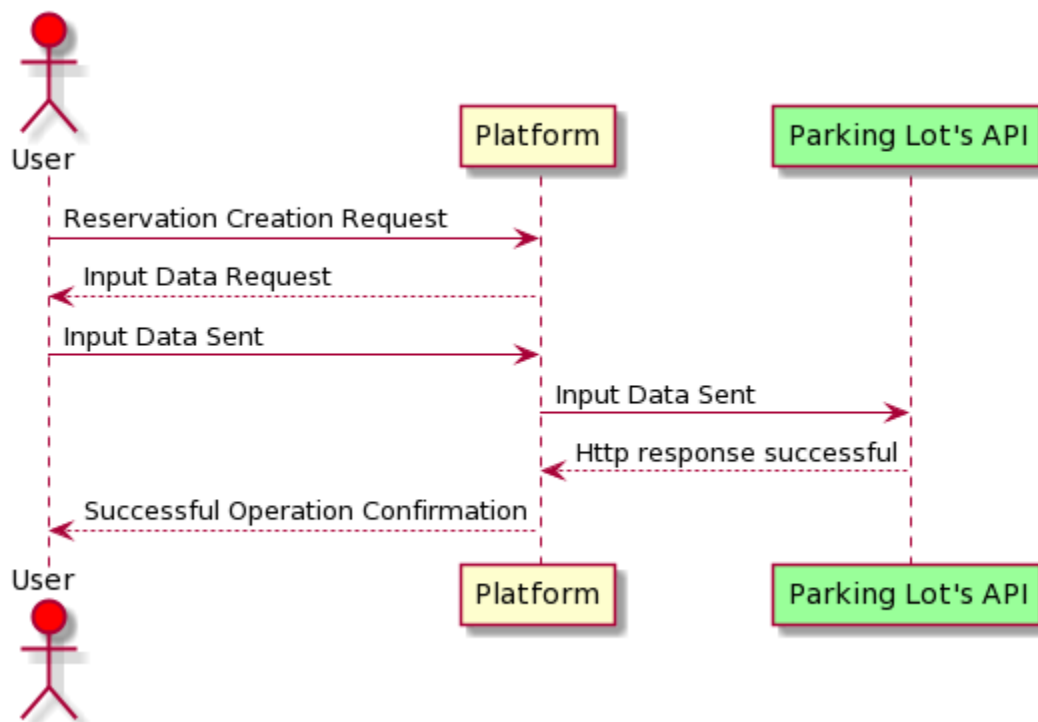 User
Platform
Parking Lot's API
Reservation Creation Request
Input Data Request
Input Data Sent
Input Data Sent
Http response successful
Successful Operation Confirmation
User
Platform
Parking Lot's API